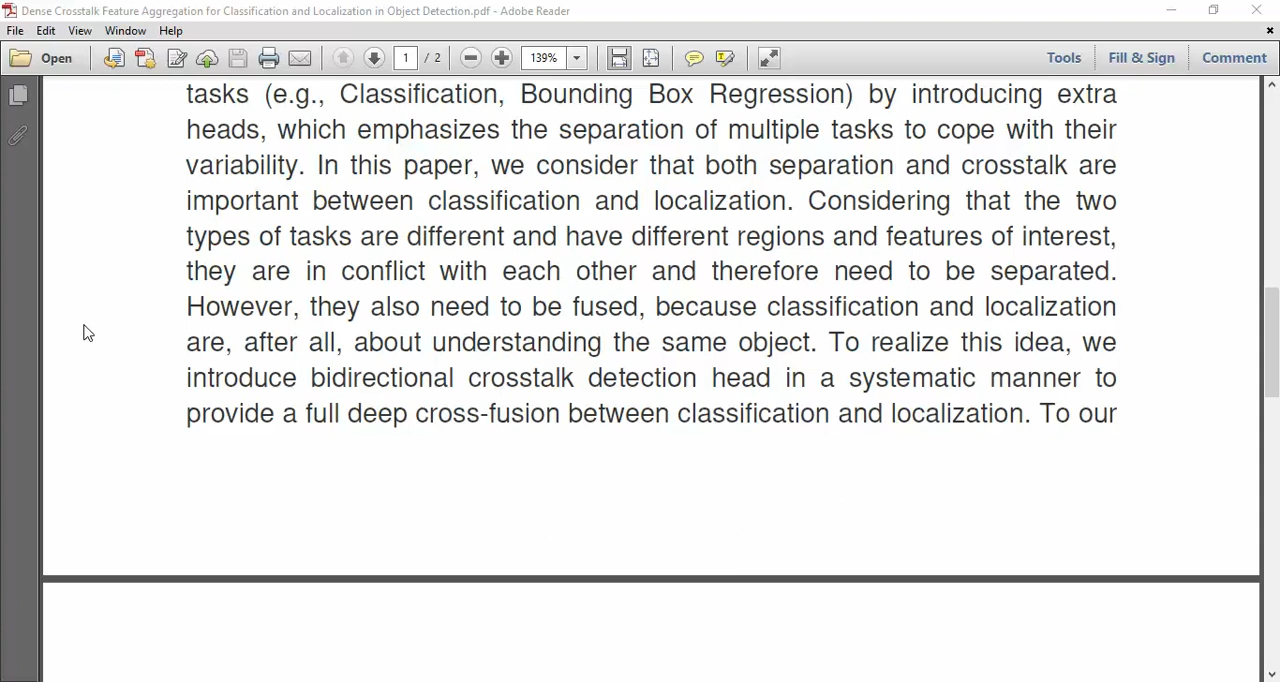 Dense Crosstalk Feature Aggregation for Classification and Localization in Object Detection.pdf - Adobe Reader
File Edit View Window Help
Open 1 / 2 139% Tools Fill & Sign Comment
tasks (e.g., Classification, Bounding Box Regression) by introducing extra
heads, which emphasizes the separation of multiple tasks to cope with their
variability. In this paper, we consider that both separation and crosstalk are
important between classification and localization. Considering that the two
types of tasks are different and have different regions and features of interest,
they are in conflict with each other and therefore need to be separated.
However, they also need to be fused, because classification and localization
are, after all, about understanding the same object. To realize this idea, we
introduce bidirectional crosstalk detection head in a systematic manner to
provide a full deep cross-fusion between classification and localization. To our